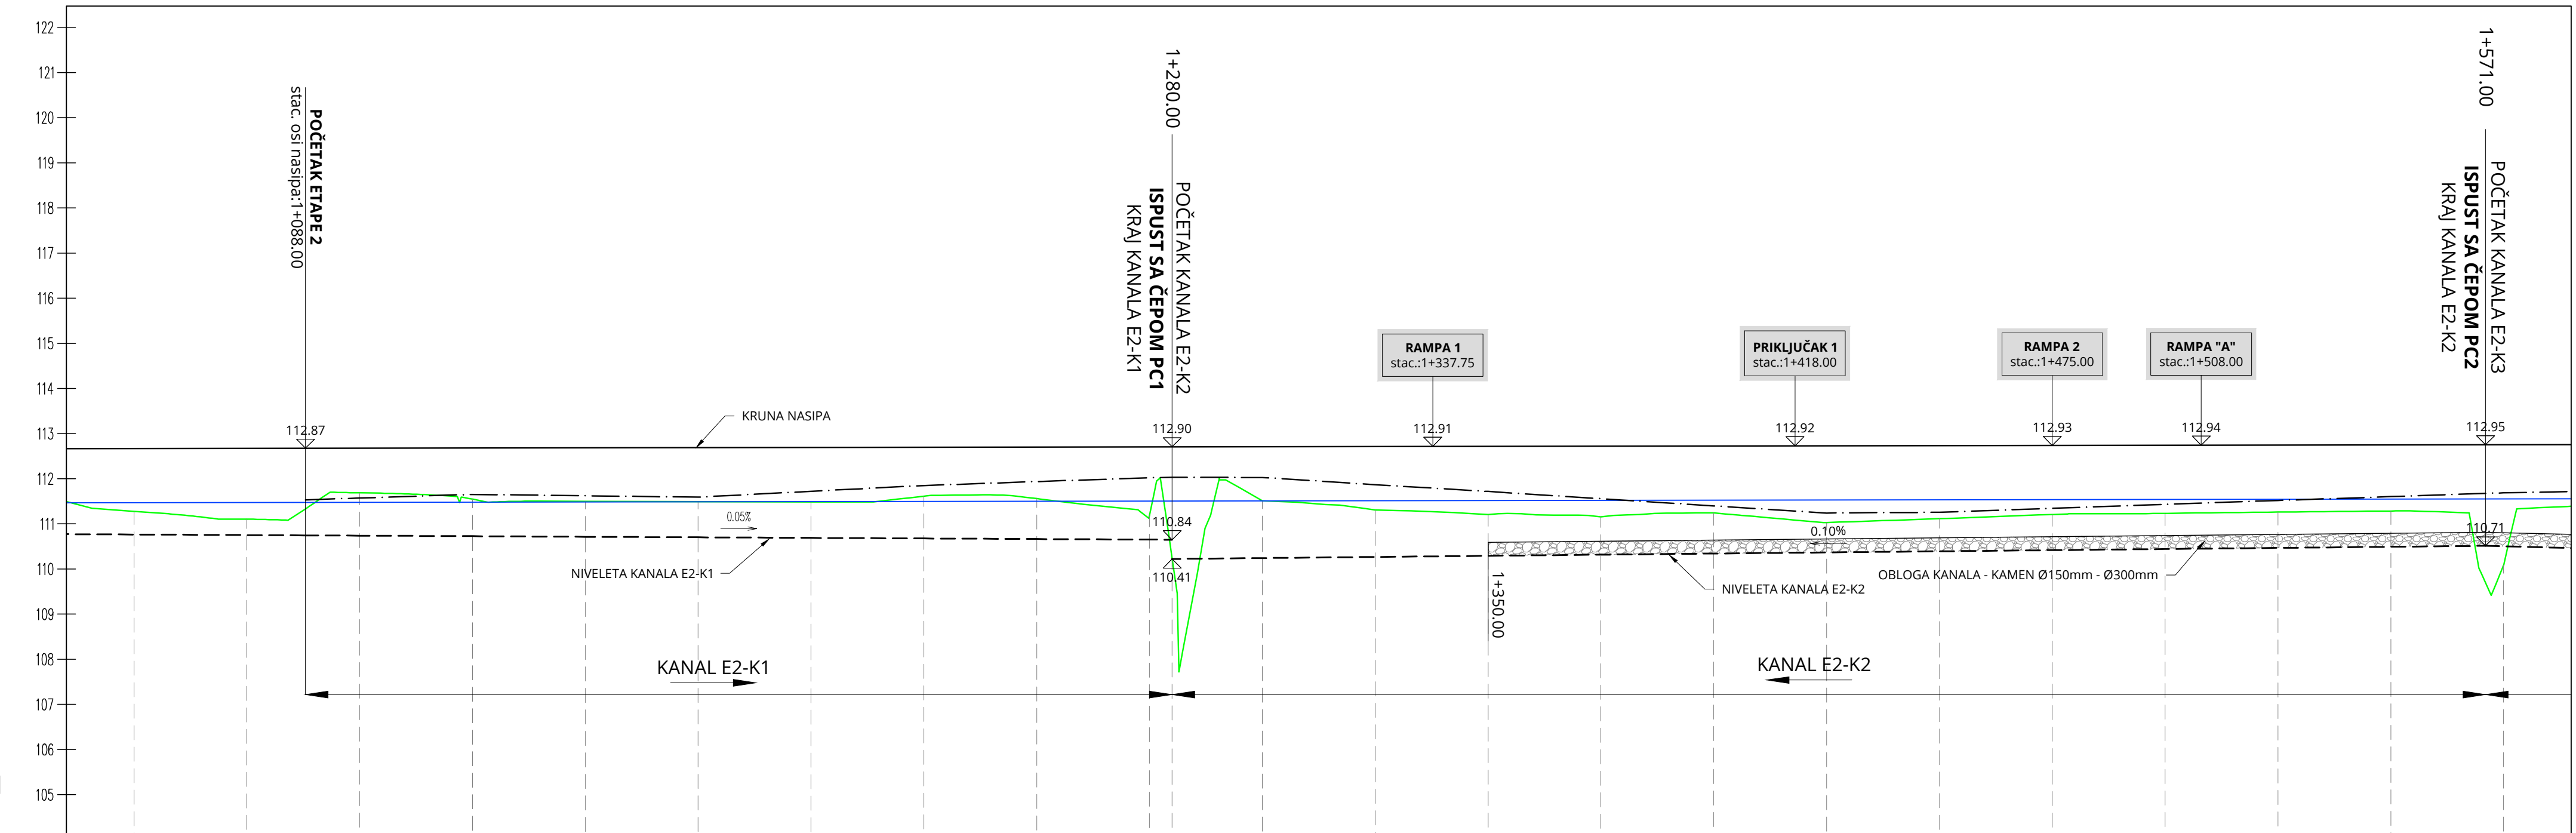 122
121
120
119
118
117
116
115
114
113
112
111
110
109
108
107
106
105
POČETAK ETAPE 2
stac. osi nasipa:1+088.00
112.87
KRUNA NASIPA
0.05%
NIVELETA KANALA E2-K1
KANAL E2-K1
1+280.00
POČETAK KANALA E2-K2
ISPUST SA ČEPOM PC1
KRAJ KANALA E2-K1
112.90
110.84
110.41
RAMPA 1
stac.:1+337.75
112.91
1+350.00
PRIKLJUČAK 1
stac.:1+418.00
112.92
0.10%
NIVELETA KANALA E2-K2
OBLOGA KANALA - KAMEN Ø150mm - Ø300mm
KANAL E2-K2
RAMPA 2
stac.:1+475.00
112.93
RAMPA "A"
stac.:1+508.00
112.94
1+571.00
POČETAK KANALA E2-K3
ISPUST SA ČEPOM PC2
KRAJ KANALA E2-K2
112.95
110.71